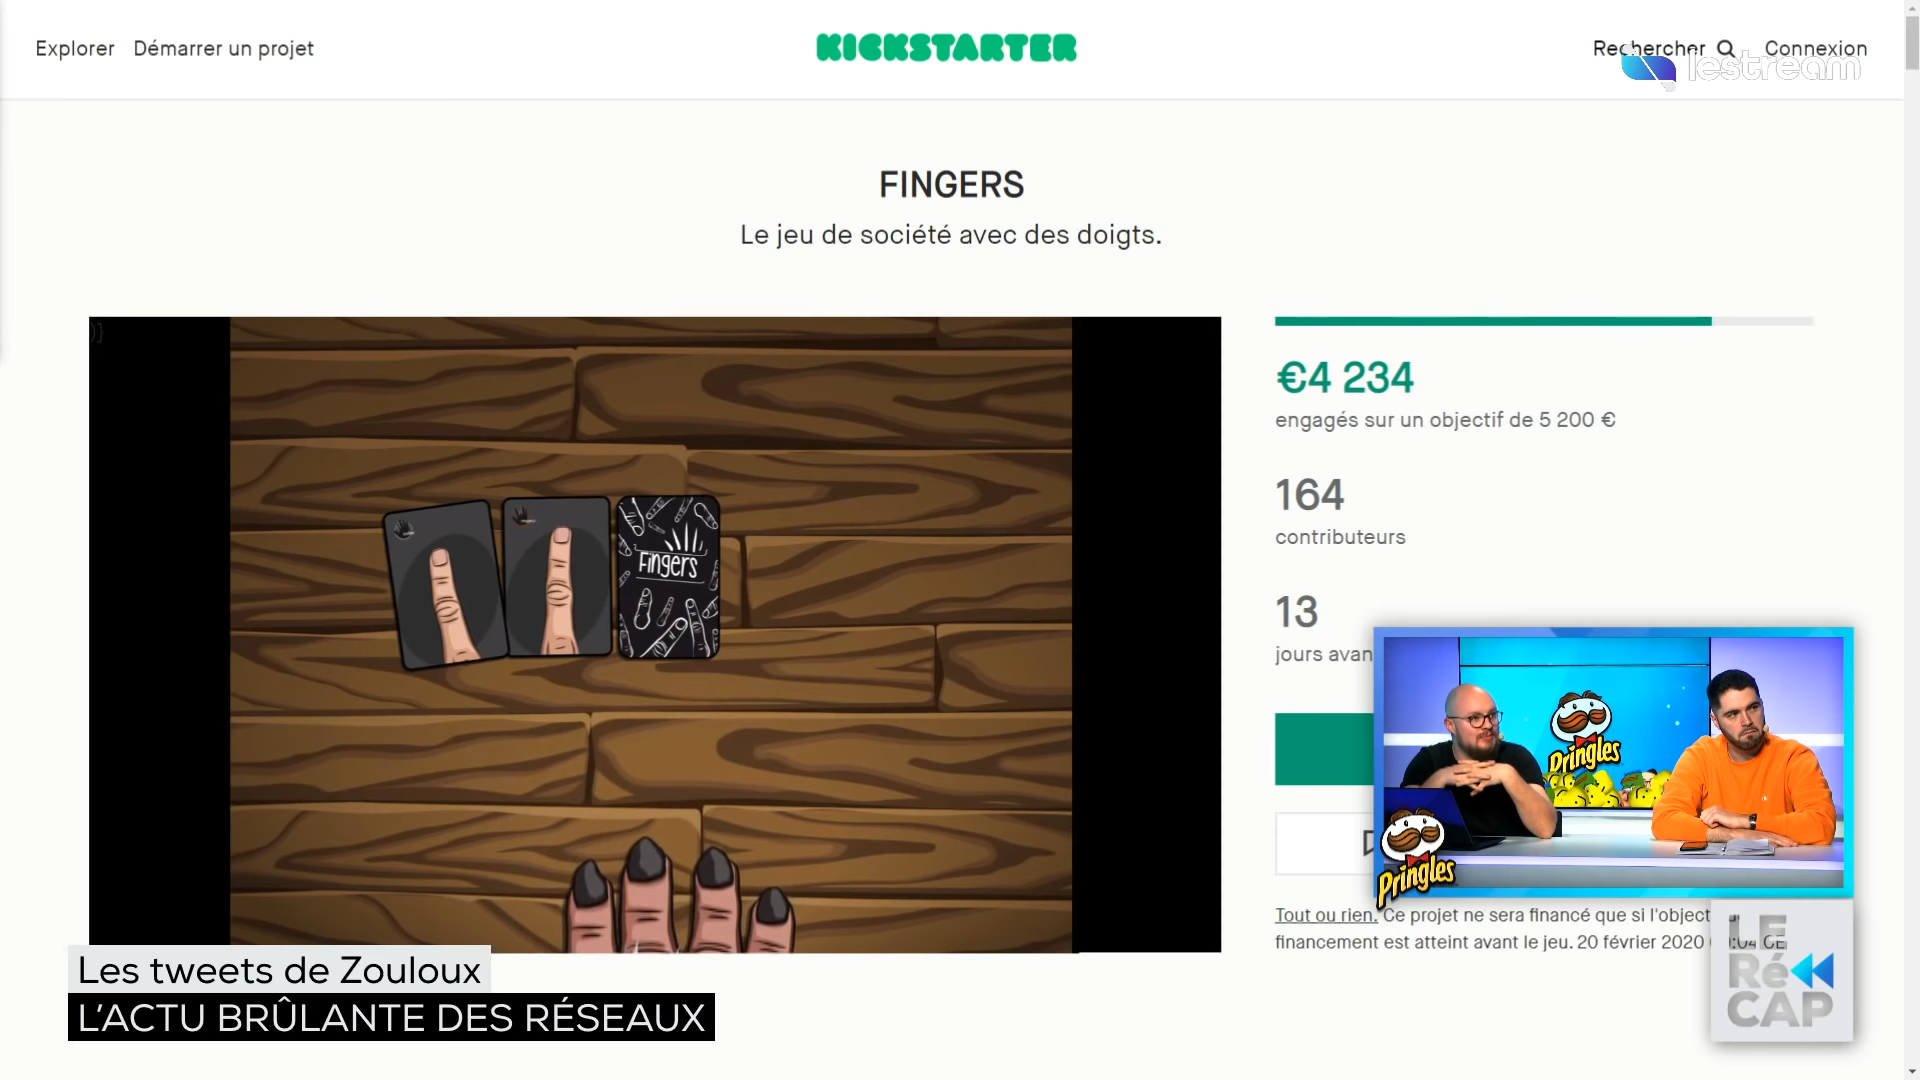 Explorer
Démarrer un projet
KICKSTARTER
Rechercher
Connexion
lestream
FINGERS
Le jeu de société avec des doigts.
€4 234
engagés sur un objectif de 5 200 €
164
contributeurs
13
jours avan
Fingers
Pringles
Pringles
Tout ou rien. Ce projet ne sera financé que si l'object
financement est atteint avant le jeu. 20 février 2020
LE
Ré
CAP
Les tweets de Zouloux
L'ACTU BRÛLANTE DES RÉSEAUX